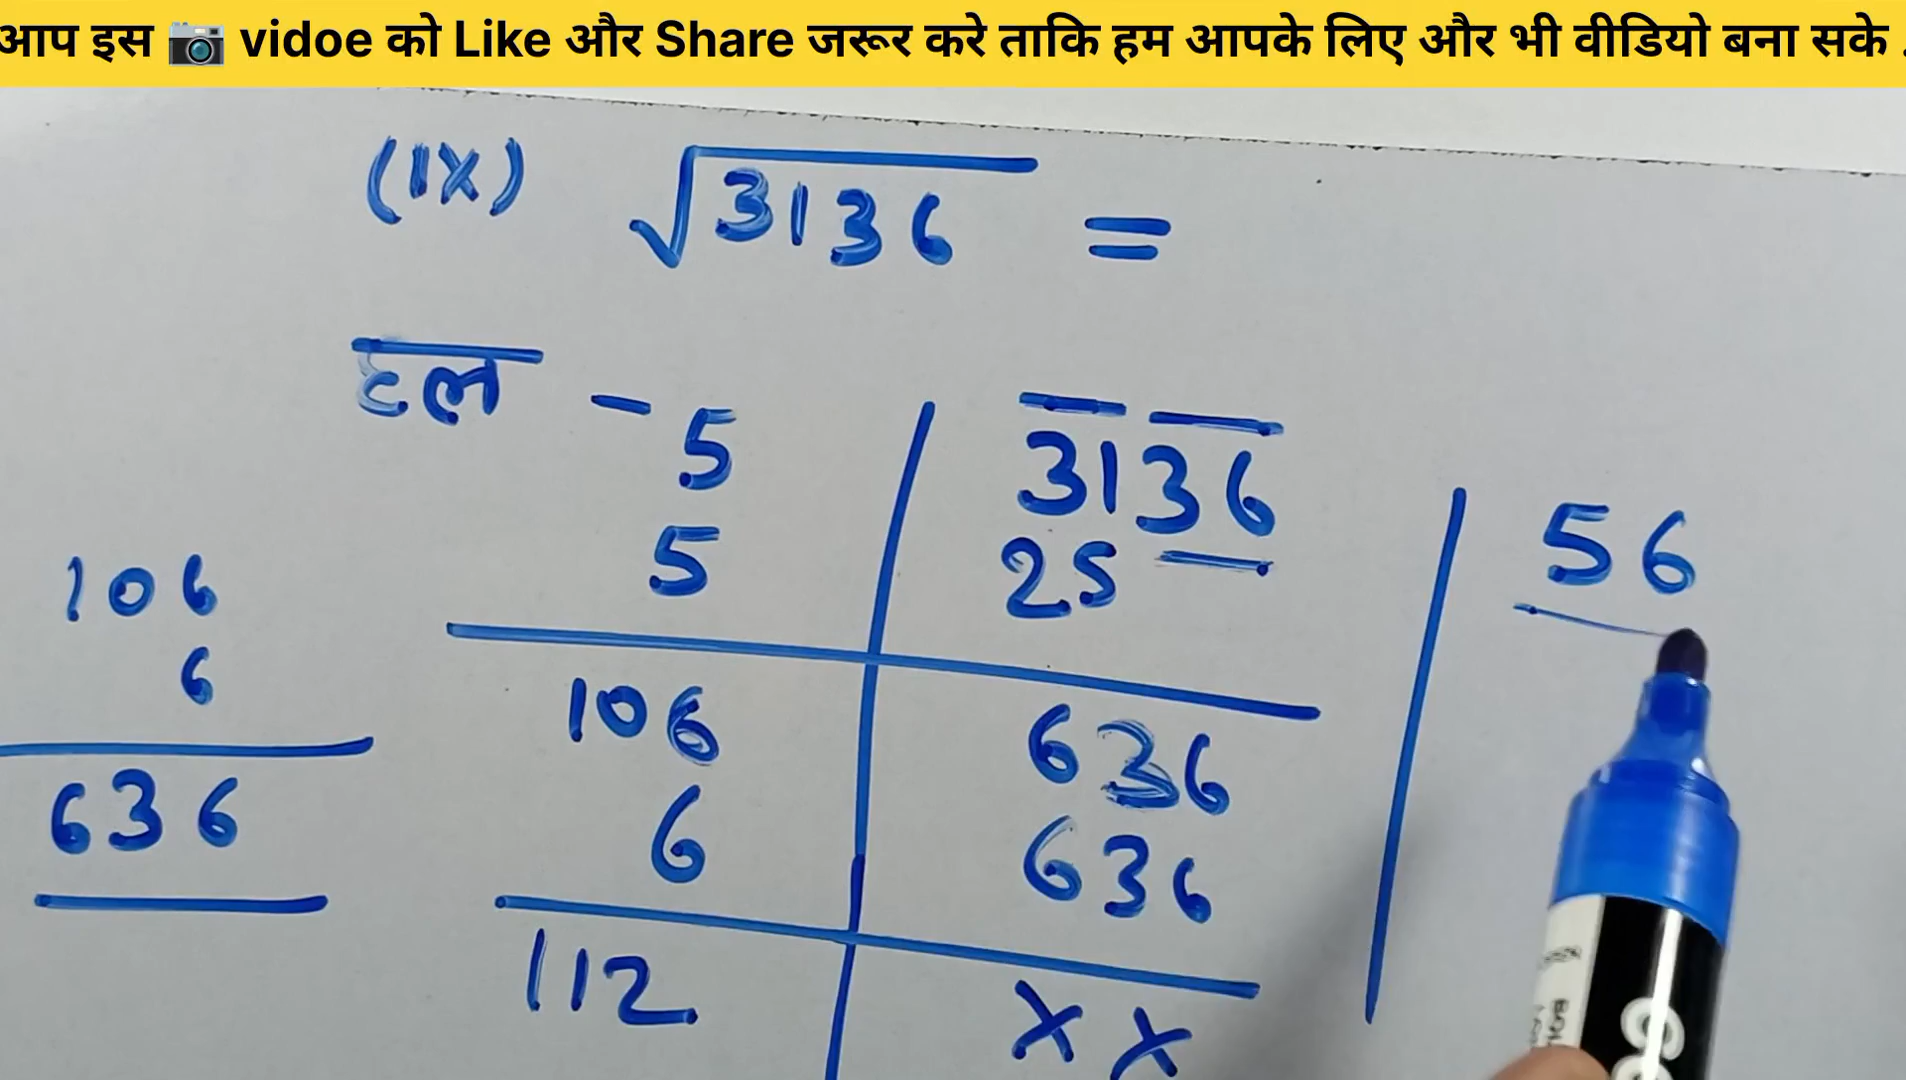 आप इस 📷 vidoe को Like और Share जरूर करे ताकि हम आपके लिए और भी वीडियो बना सके .
(IX) √3136 =
हल -
5 | 3136 | 56
5 | 25
106 | 636
6 | 636
112 | x x
106
6
636